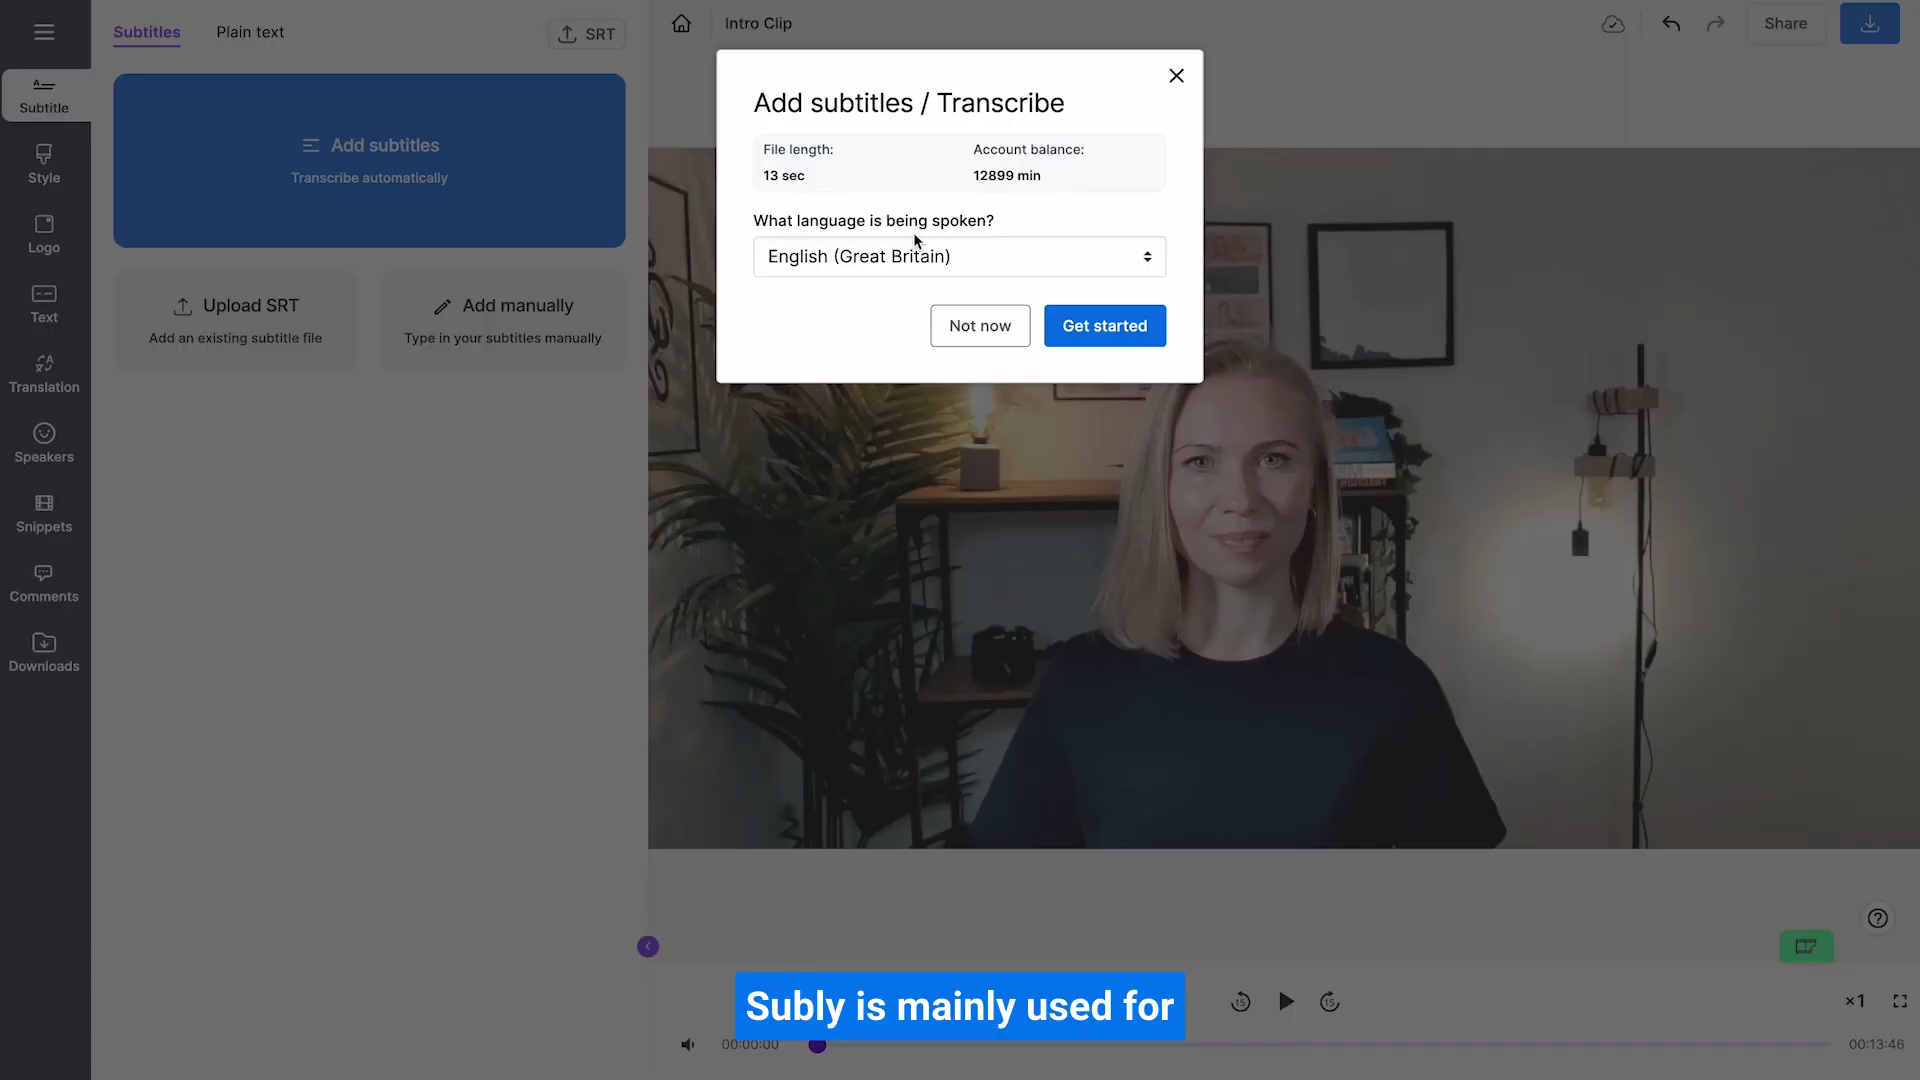 Subtitles
Plain text
SRT
Intro Clip
Share
Subtitle
Style
Logo
Text
Translation
Speakers
Snippets
Comments
Downloads
Add subtitles
Transcribe automatically
Upload SRT
Add an existing subtitle file
Add manually
Type in your subtitles manually
Add subtitles / Transcribe
File length:
Account balance:
13 sec
12899 min
What language is being spoken?
English (Great Britain)
Not now
Get started
Subly is mainly used for
15
15
×1
00:00:00
00:13:46